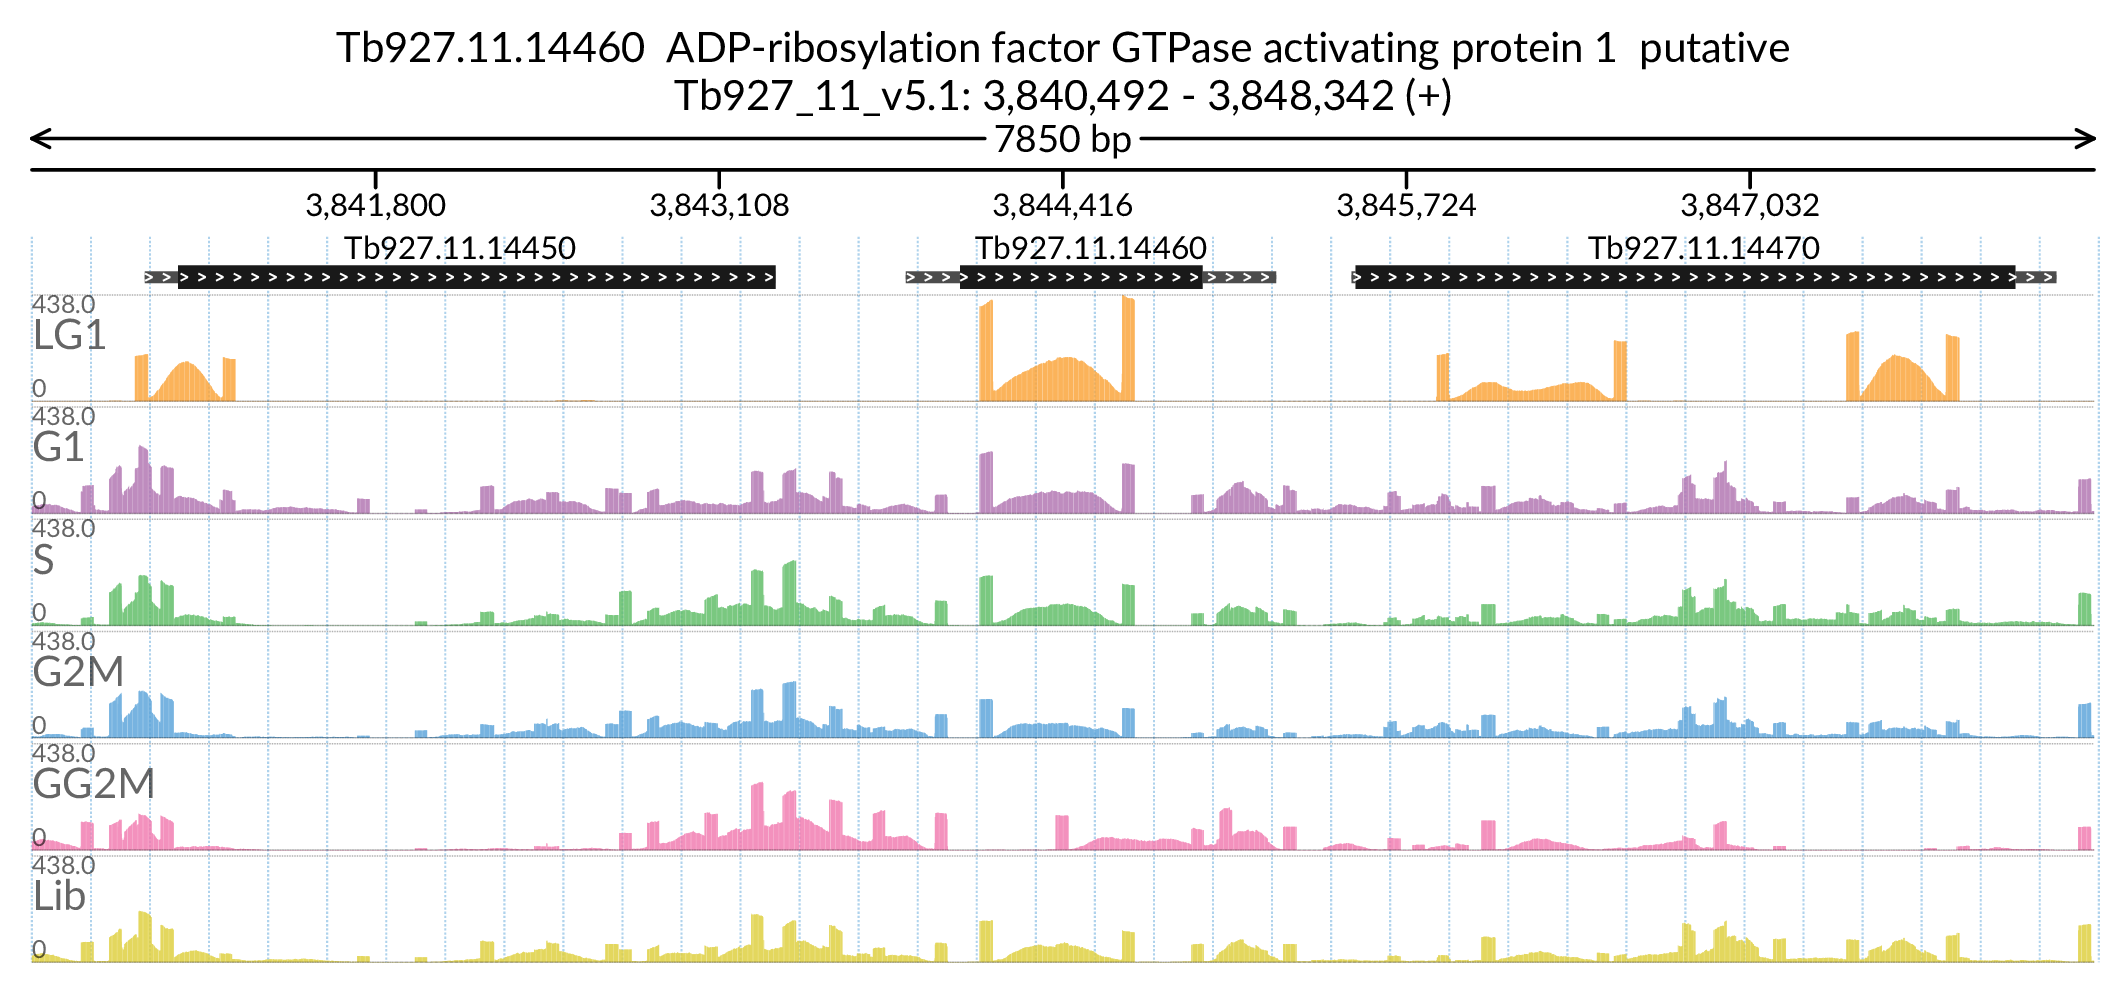 Tb927.11.14460  ADP-ribosylation factor GTPase activating protein 1  putative
Tb927_11_v5.1: 3,840,492 - 3,848,342 (+)
7850 bp
3,841,800 3,843,108 3,844,416 3,845,724 3,847,032
Tb927.11.14450 Tb927.11.14460 Tb927.11.14470
438.0
LG1
0
438.0
G1
0
438.0
S
0
438.0
G2M
0
438.0
GG2M
0
438.0
Lib
0